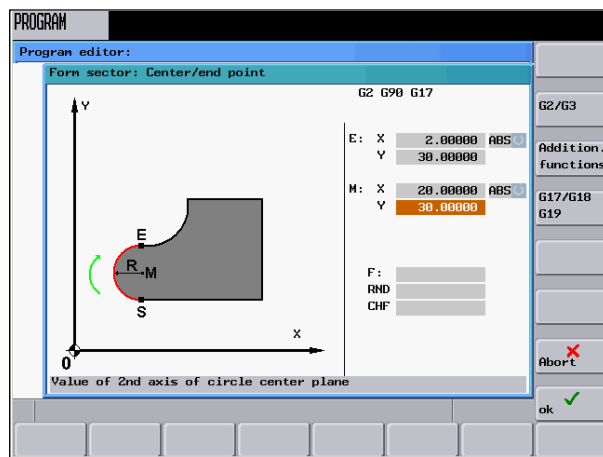 PROGRAM
Program editor:
Form sector: Center/end point
G2 G90 G17
Y
E: X 2.00000 ABS
Y 30.00000
M: X 20.00000 ABS
Y 30.00000
E
R M
S
F:
RND
CHF
X
0
Value of 2nd axis of circle center plane
G2/G3
Addition.
functions
G17/G18
G19
Abort
ok